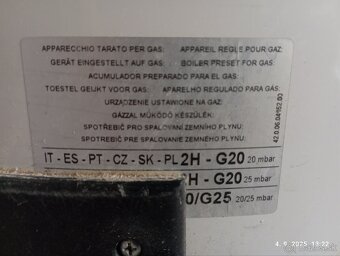 APPARECCHIO TARATO PER GAS: APPAREIL REGLE POUR GAZ:
GERÄT EINGESTELLT AUF GAS: BOILER PRESET FOR GAS:
ACUMULADOR PREPARADO PARA EL GAS:
TOESTEL GEIJKT VOOR GAS: APARELHO REGULADO PARA GAS:
URZĄDZENIE USTAWIONE NA GAZ:
GÁZZAL MŰKÖDŐ KÉSZÜLÉK:
SPOTŘEBIČ PRO SPALOVÁNÍ ZEMNÍHO PLYNU:
SPOTREBIČ PRE SPAĽOVANIE ZEMNÉHO PLYNU:
IT - ES - PT - CZ - SK - PL 2H - G20 20 mbar
H - G20 25 mbar
0/G25 20/25 mbar
4. 9. 2025 13:22